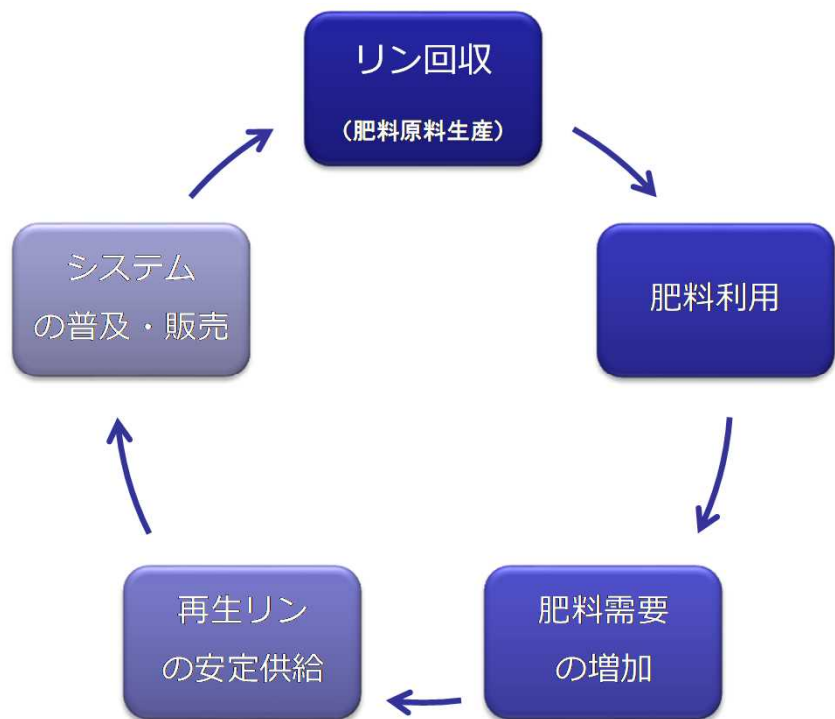 リン回収
（肥料原料生産）
肥料利用
肥料需要
の増加
再生リン
の安定供給
システム
の普及・販売